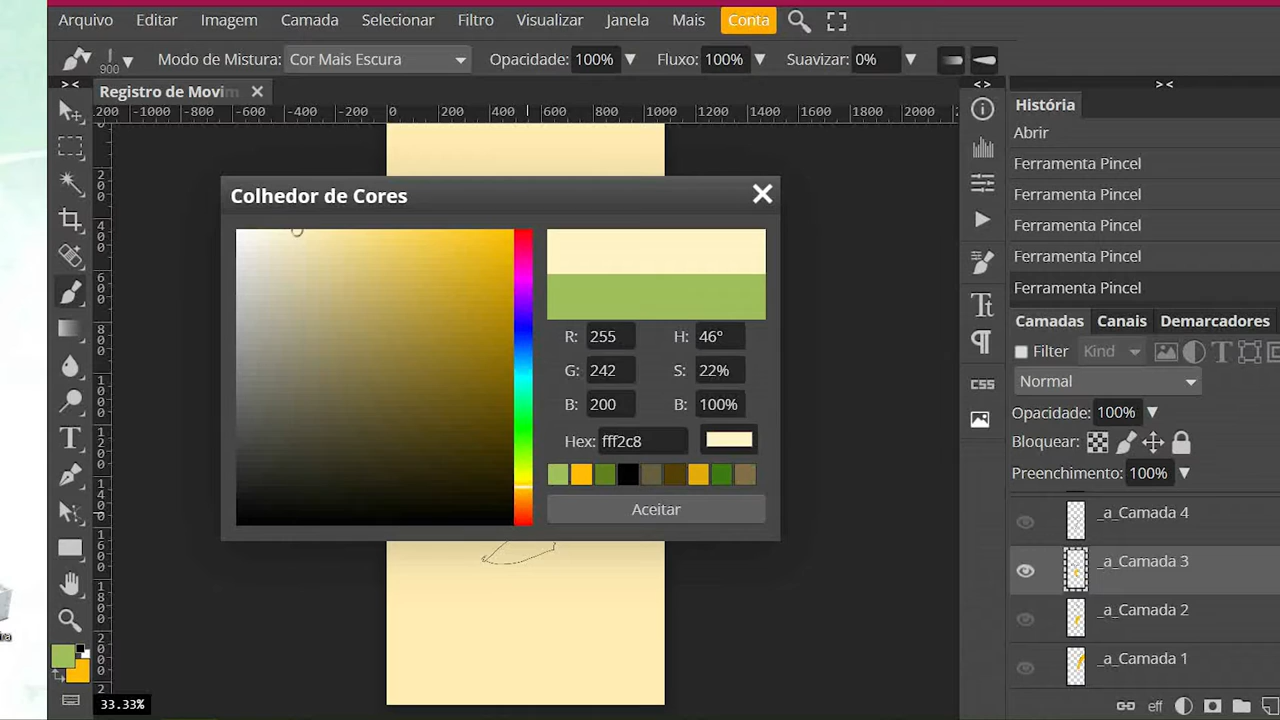 Arquivo Editar Imagem Camada Selecionar Filtro Visualizar Janela Mais Conta
900 Modo de Mistura: Cor Mais Escura Opacidade: 100% Fluxo: 100% Suavizar: 0%
Registro de Movim
-1000 -800 -600 -400 -200 0 200 400 600 800 1000 1200 1400 1600 1800 2000
Colhedor de Cores
R: 255 H: 46°
G: 242 S: 22%
B: 200 B: 100%
Hex: fff2c8
Aceitar
33.33%
História
Abrir
Ferramenta Pincel
Ferramenta Pincel
Ferramenta Pincel
Ferramenta Pincel
Ferramenta Pincel
Camadas Canais Demarcadores
Filter Kind
Normal
Opacidade: 100%
Bloquear:
Preenchimento: 100%
_a_Camada 4
_a_Camada 3
_a_Camada 2
_a_Camada 1
eff
CSS